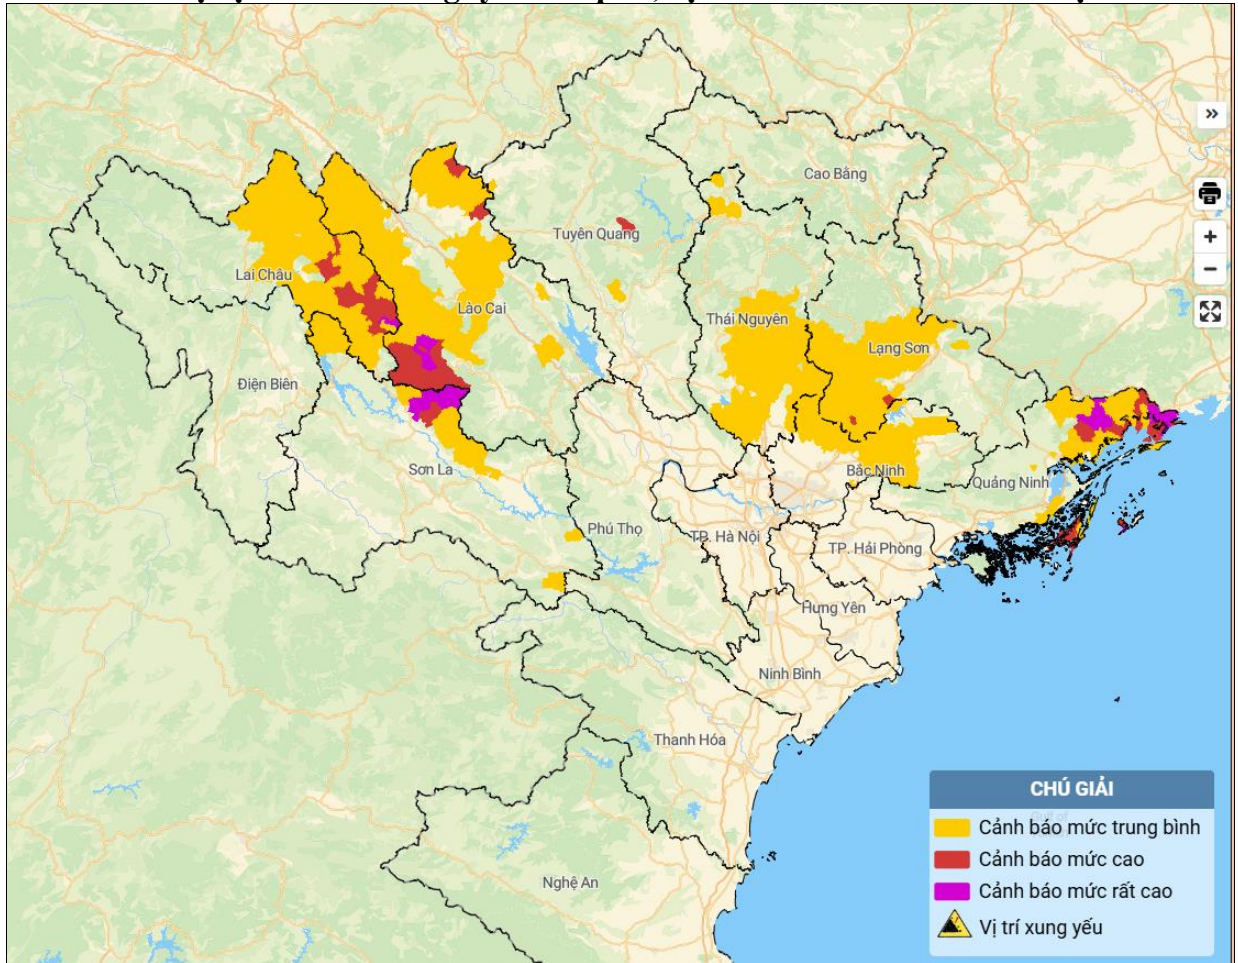 »
Cao Bằng
Tuyên Quang
+
−
Lai Châu
Lào Cai
Thái Nguyên
Lạng Sơn
Điện Biên
Sơn La
Bắc Ninh
Quảng Ninh
Phú Thọ
TP. Hà Nội
TP. Hải Phòng
Hưng Yên
Ninh Bình
Thanh Hóa
Nghệ An
CHÚ GIẢI
Cảnh báo mức trung bình
Cảnh báo mức cao
Cảnh báo mức rất cao
Vị trí xung yếu